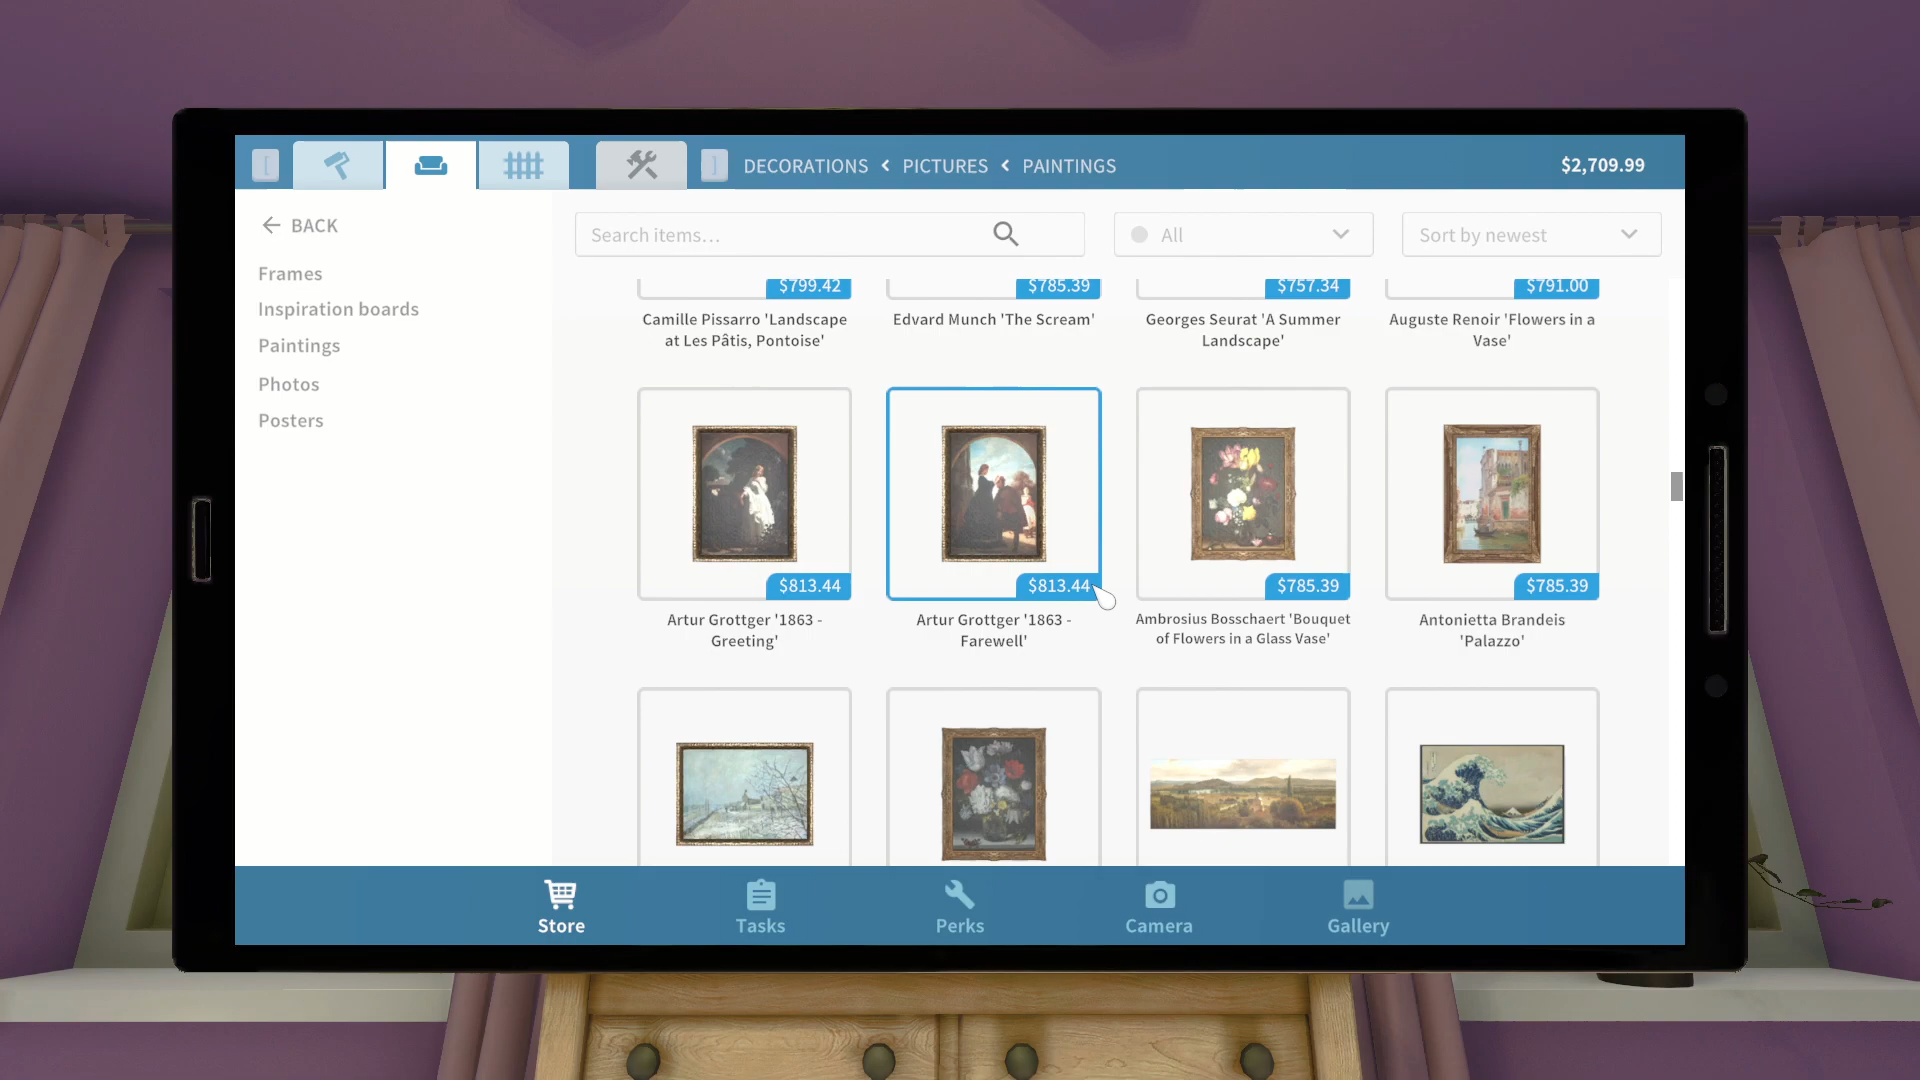 [
]
DECORATIONS < PICTURES < PAINTINGS
$2,709.99
BACK
Frames
Inspiration boards
Paintings
Photos
Posters
Search items...
All
Sort by newest
$799.42
$785.39
$757.34
$791.00
Camille Pissarro 'Landscape
at Les Pâtis, Pontoise'
Edvard Munch 'The Scream'
Georges Seurat 'A Summer
Landscape'
Auguste Renoir 'Flowers in a
Vase'
$813.44
$813.44
$785.39
$785.39
Artur Grottger '1863 -
Greeting'
Artur Grottger '1863 -
Farewell'
Ambrosius Bosschaert 'Bouquet
of Flowers in a Glass Vase'
Antonietta Brandeis
'Palazzo'
Store
Tasks
Perks
Camera
Gallery